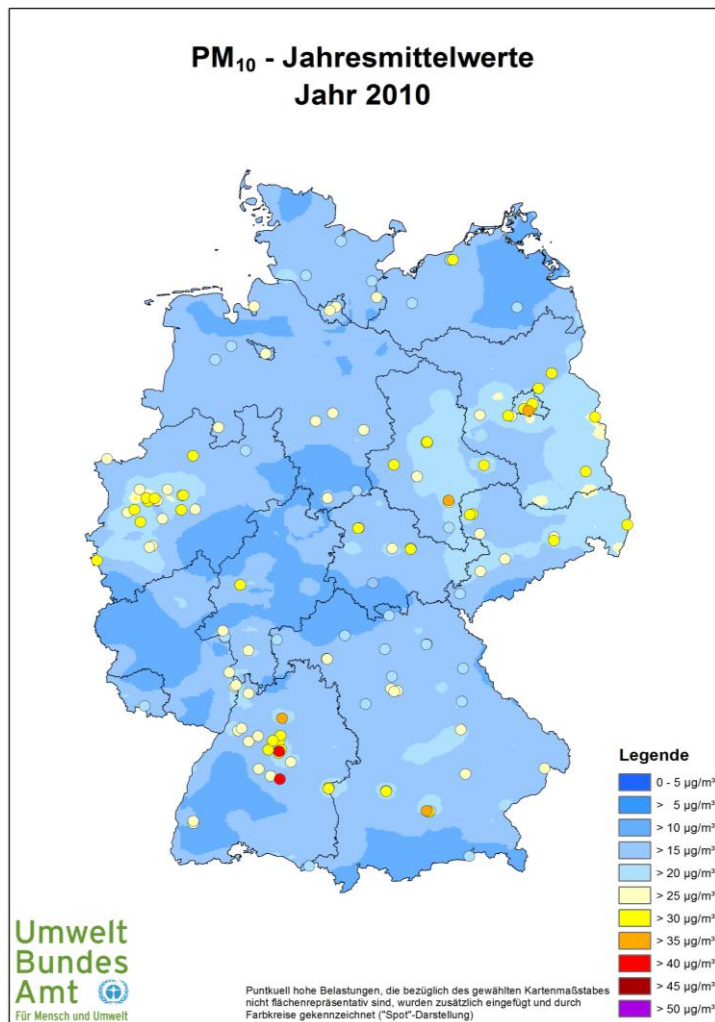 PM₁₀ - Jahresmittelwerte
Jahr 2010
Legende
0 - 5 µg/m³
> 5 µg/m³
> 10 µg/m³
> 15 µg/m³
> 20 µg/m³
> 25 µg/m³
> 30 µg/m³
> 35 µg/m³
> 40 µg/m³
> 45 µg/m³
> 50 µg/m³
Umwelt
Bundes
Amt
Für Mensch und Umwelt
Punktuell hohe Belastungen, die bezüglich des gewählten Kartenmaßstabes
nicht flächenrepräsentativ sind, wurden zusätzlich eingefügt und durch
Farbkreise gekennzeichnet ("Spot"-Darstellung)